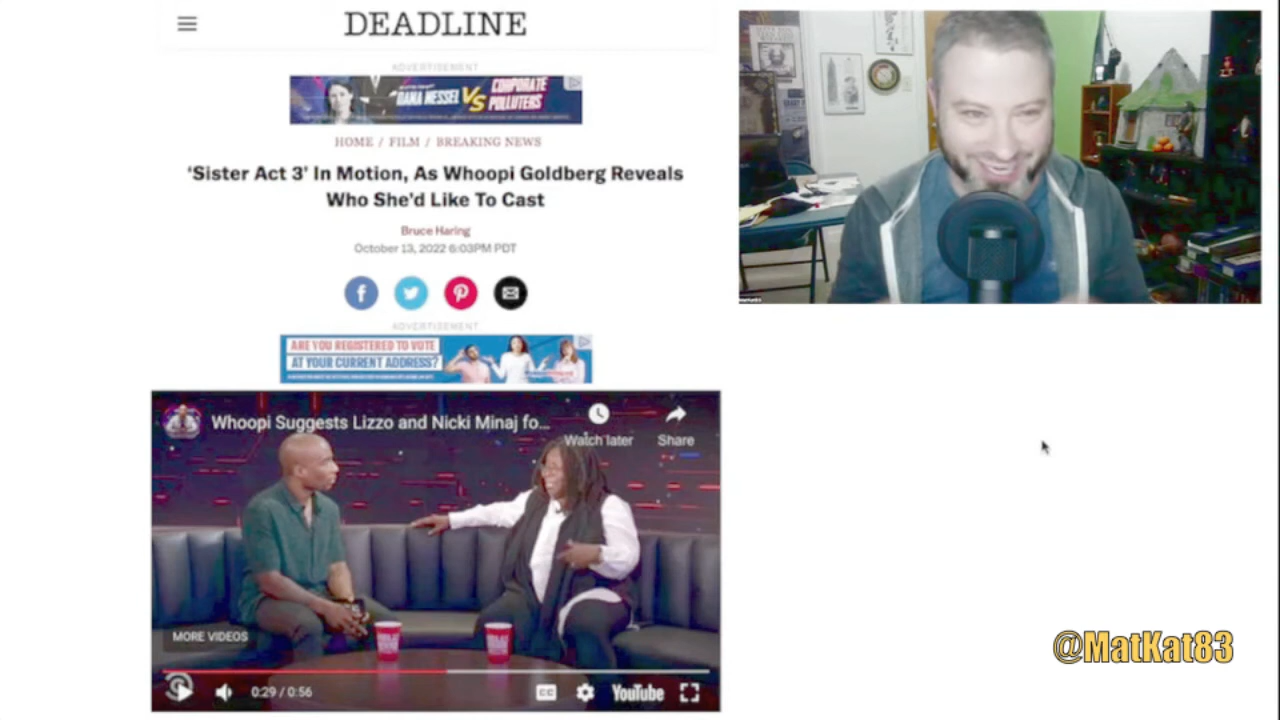 DEADLINE
ADVERTISEMENT
DANA NESSEL VS CORPORATE POLLUTERS
HOME / FILM / BREAKING NEWS
‘Sister Act 3’ In Motion, As Whoopi Goldberg Reveals
Who She’d Like To Cast
Bruce Haring
October 13, 2022 6:03PM PDT
ADVERTISEMENT
ARE YOU REGISTERED TO VOTE
AT YOUR CURRENT ADDRESS?
Whoopi Suggests Lizzo and Nicki Minaj fo...
Watch later
Share
MORE VIDEOS
0:29 / 0:56
CC
YouTube
@MatKat83